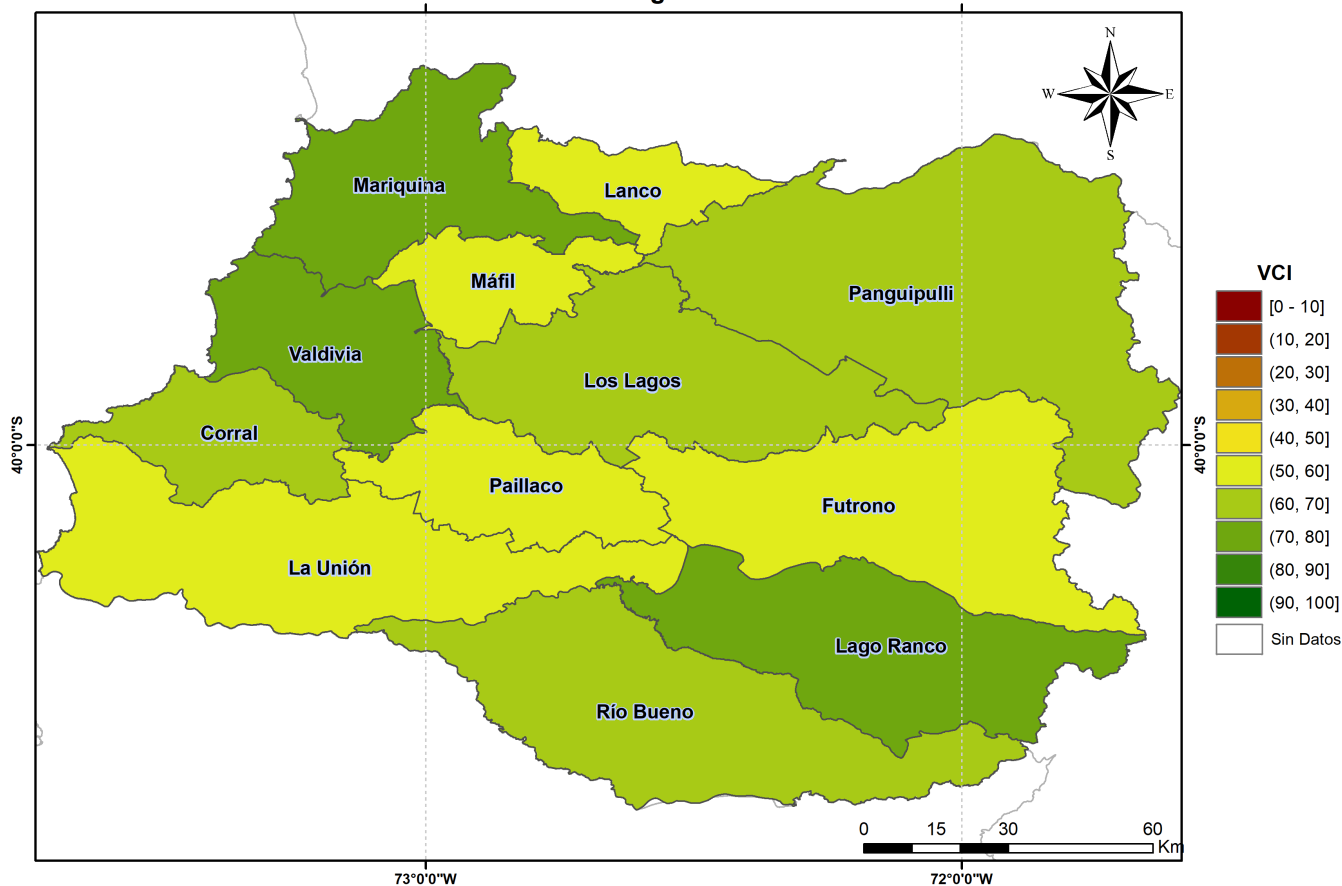 N
W
E
S
Mariquina
Lanco
Máfil
Panguipulli
Valdivia
Los Lagos
Corral
Paillaco
Futrono
La Unión
Lago Ranco
Río Bueno
VCI
[0 - 10]
(10, 20]
(20, 30]
(30, 40]
(40, 50]
(50, 60]
(60, 70]
(70, 80]
(80, 90]
(90, 100]
Sin Datos
40°0'0"S
40°0'0"S
0 15 30 60
Km
73°0'0"W
72°0'0"W